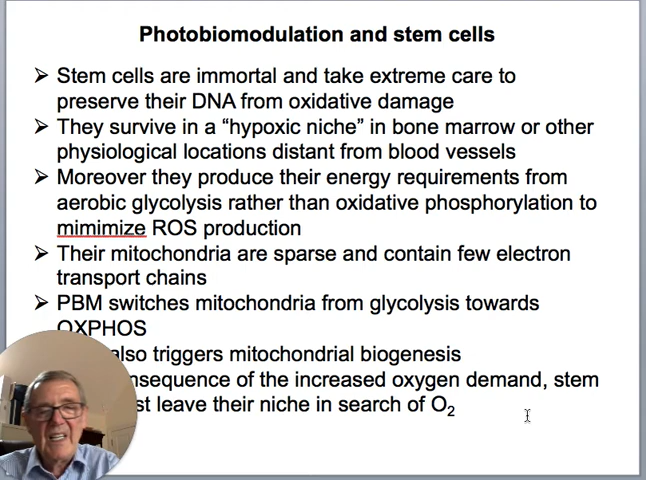 Photobiomodulation and stem cells
➢ Stem cells are immortal and take extreme care to
preserve their DNA from oxidative damage
➢ They survive in a “hypoxic niche” in bone marrow or other
physiological locations distant from blood vessels
➢ Moreover they produce their energy requirements from
aerobic glycolysis rather than oxidative phosphorylation to
mimimize ROS production
➢ Their mitochondria are sparse and contain few electron
transport chains
➢ PBM switches mitochondria from glycolysis towards
OXPHOS
also triggers mitochondrial biogenesis
of the increased oxygen demand, stem
leave their niche in search of O₂